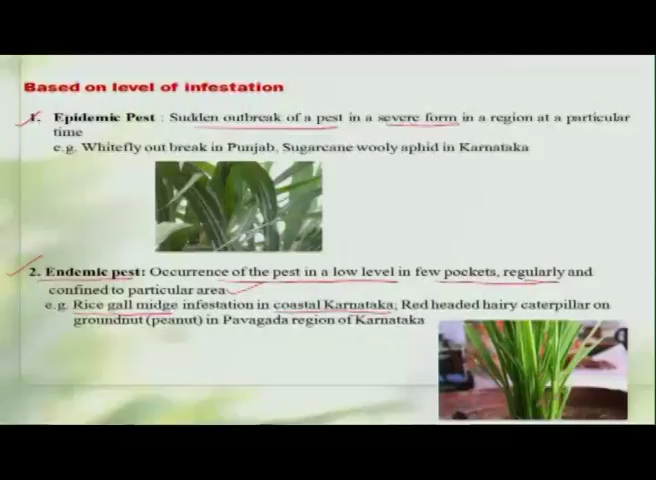 Based on level of infestation
1. Epidemic Pest : Sudden outbreak of a pest in a severe form in a region at a particular
time
e.g. Whitefly out break in Punjab, Sugarcane wooly aphid in Karnataka
2. Endemic pest: Occurrence of the pest in a low level in few pockets, regularly and
confined to particular area
e.g. Rice gall midge infestation in coastal Karnataka; Red headed hairy caterpillar on
groundnut (peanut) in Pavagada region of Karnataka